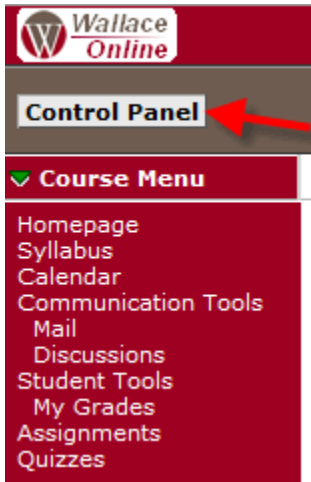 W
Wallace
Online
Control Panel
Course Menu
Homepage
Syllabus
Calendar
Communication Tools
Mail
Discussions
Student Tools
My Grades
Assignments
Quizzes